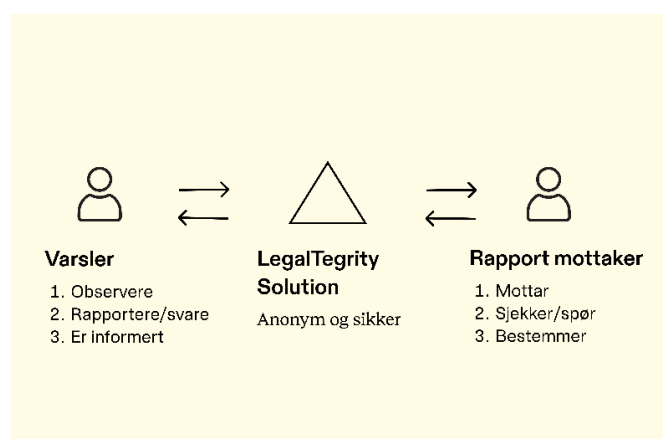 Varsler
1. Observere
2. Rapportere/svare
3. Er informert
LegalTegrity
Solution
Anonym og sikker
Rapport mottaker
1. Mottar
2. Sjekker/spør
3. Bestemmer